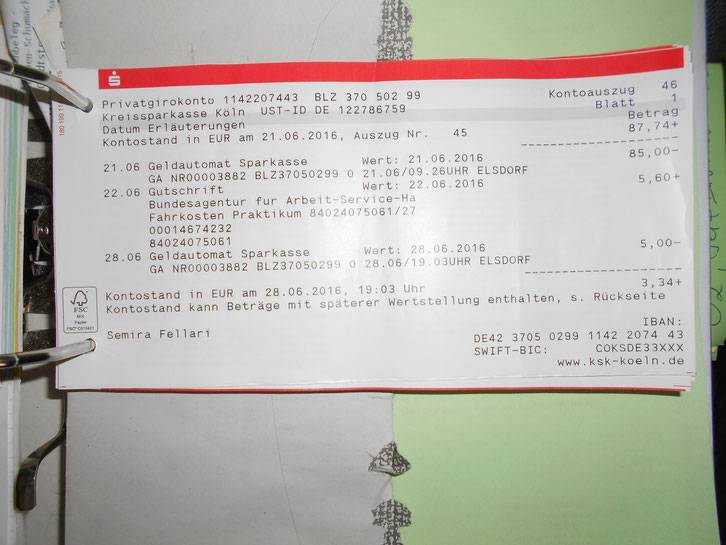 Privatgirokonto 1142207443 BLZ 370 502 99 Kontoauszug 46
Kreissparkasse Köln UST-ID DE 122786759 Blatt 1
Datum Erläuterungen Betrag
Kontostand in EUR am 21.06.2016, Auszug Nr. 45 87,74+
21.06 Geldautomat Sparkasse Wert: 21.06.2016 85,00-
GA NR00003882 BLZ37050299 0 21.06/09.26UHR ELSDORF
22.06 Gutschrift Wert: 22.06.2016 5,60+
Bundesagentur fur Arbeit-Service-Ha
Fahrkosten Praktikum 84024075061/27
00014674232
84024075061
28.06 Geldautomat Sparkasse Wert: 28.06.2016 5,00-
GA NR00003882 BLZ37050299 0 28.06/19.03UHR ELSDORF
Kontostand in EUR am 28.06.2016, 19:03 Uhr 3,34+
Kontostand kann Beträge mit späterer Wertstellung enthalten, s. Rückseite
Semira Fellari
IBAN:
DE42 3705 0299 1142 2074 43
SWIFT-BIC: COKSDE33XXX
www.ksk-koeln.de
FSC
MIX
Papier